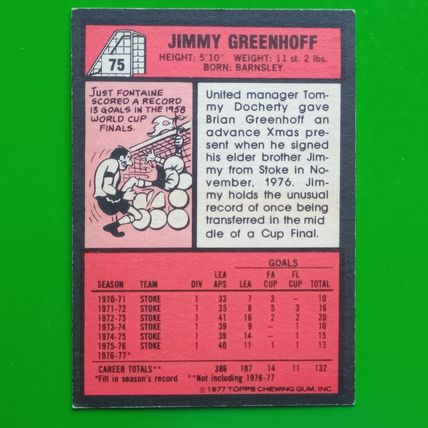 75
JIMMY GREENHOFF
HEIGHT: 5'10" WEIGHT: 11 st. 2 lbs.
BORN: BARNSLEY
JUST FONTAINE
SCORED A RECORD
13 GOALS IN THE 1958
WORLD CUP
FINALS.
United manager Tom-
my Docherty gave
Brian Greenhoff an
advance Xmas pre-
sent when he signed
his elder brother Jim-
my from Stoke in No-
vember, 1976. Jim-
my holds the unusual
record of once being
transferred in the mid
dle of a Cup Final.
GOALS
SEASON TEAM DIV LEA APS LEA FA CUP FL CUP TOTAL
1970-71 STOKE 1 33 7 3 – 10
1971-72 STOKE 1 35 8 5 3 16
1972-73 STOKE 1 41 16 2 2 20
1973-74 STOKE 1 39 9 – 1
1974-75 STOKE 1 39 14 – 1 15
1975-76 STOKE 1 40 11 1 1 13
1976-77*
CAREER TOTALS** 386 107 14 11 132
*Fill in season's record **Not including 1976-77
© 1977 TOPPS CHEWING GUM, INC.